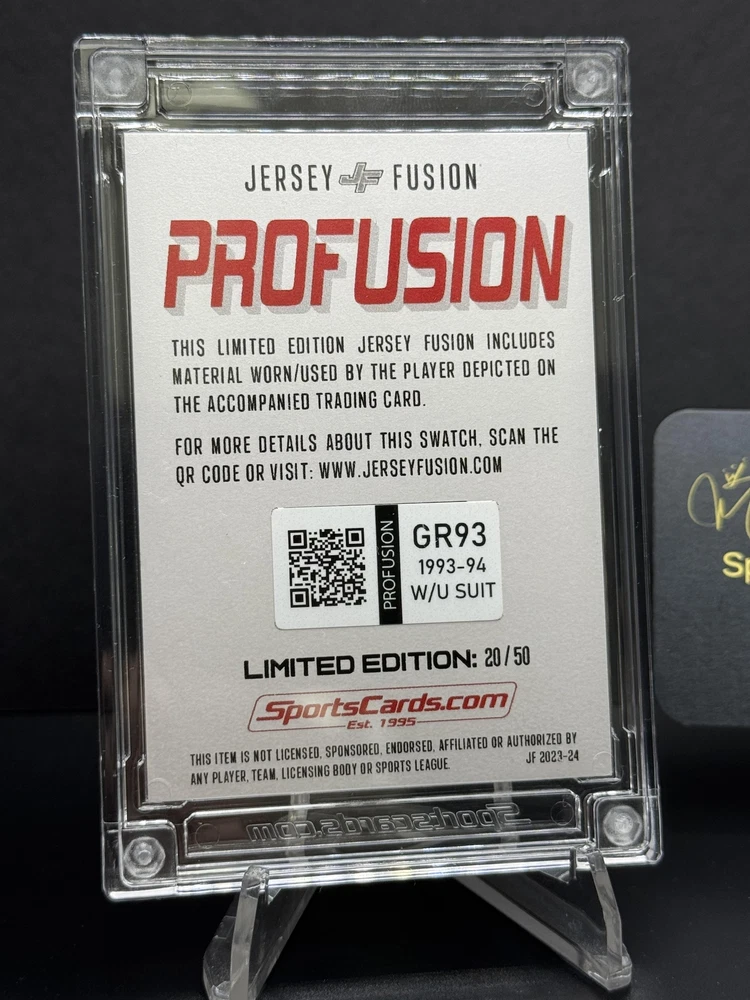 JERSEY JF FUSION
PROFUSION
THIS LIMITED EDITION JERSEY FUSION INCLUDES
MATERIAL WORN/USED BY THE PLAYER DEPICTED ON
THE ACCOMPANIED TRADING CARD.
FOR MORE DETAILS ABOUT THIS SWATCH, SCAN THE
QR CODE OR VISIT: WWW.JERSEYFUSION.COM
PROFUSION
GR93
1993-94
W/U SUIT
LIMITED EDITION: 20/50
SportsCards.com
Est. 1995
THIS ITEM IS NOT LICENSED, SPONSORED, ENDORSED, AFFILIATED OR AUTHORIZED BY
ANY PLAYER, TEAM, LICENSING BODY OR SPORTS LEAGUE.
JF 2023-24
Sportscards.com
Sp